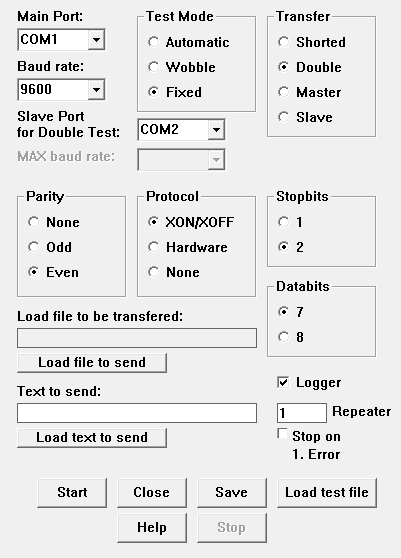 Main Port:
COM1
Baud rate:
9600
Slave Port
for Double Test:
COM2
MAX baud rate:
Test Mode
Automatic
Wobble
Fixed
Transfer
Shorted
Double
Master
Slave
Parity
None
Odd
Even
Protocol
XON/XOFF
Hardware
None
Stopbits
1
2
Databits
7
8
Load file to be transfered:
Load file to send
Text to send:
Load text to send
Logger
1 Repeater
Stop on
1. Error
Start Close Save Load test file
Help Stop